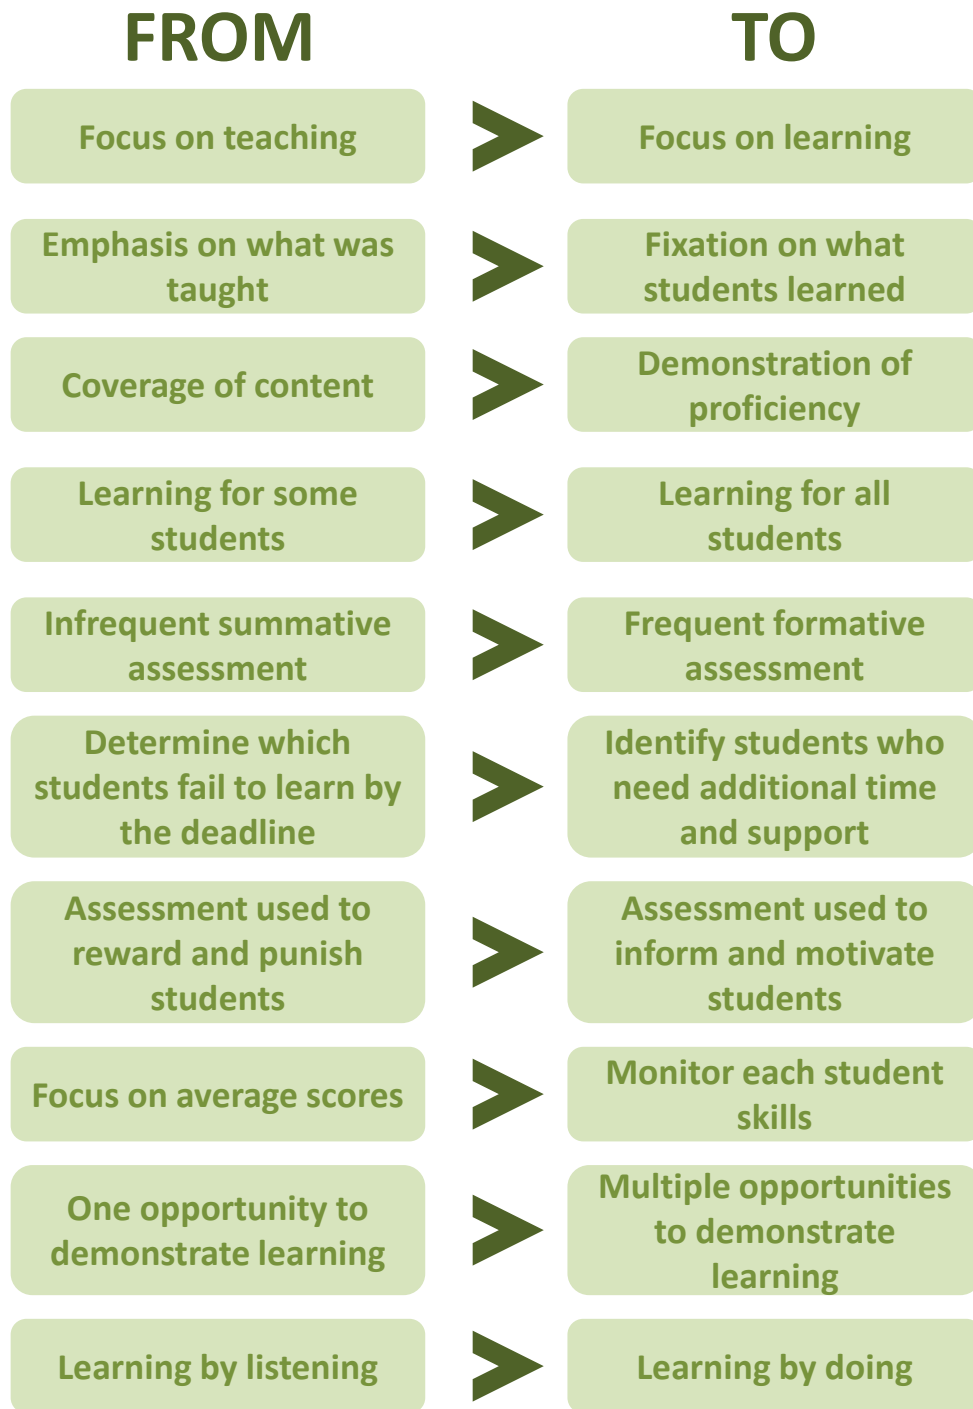 FROM
TO
Focus on teaching
Focus on learning
Emphasis on what was
taught
Fixation on what
students learned
Coverage of content
Demonstration of
proficiency
Learning for some
students
Learning for all
students
Infrequent summative
assessment
Frequent formative
assessment
Determine which
students fail to learn by
the deadline
Identify students who
need additional time
and support
Assessment used to
reward and punish
students
Assessment used to
inform and motivate
students
Focus on average scores
Monitor each student
skills
One opportunity to
demonstrate learning
Multiple opportunities
to demonstrate
learning
Learning by listening
Learning by doing